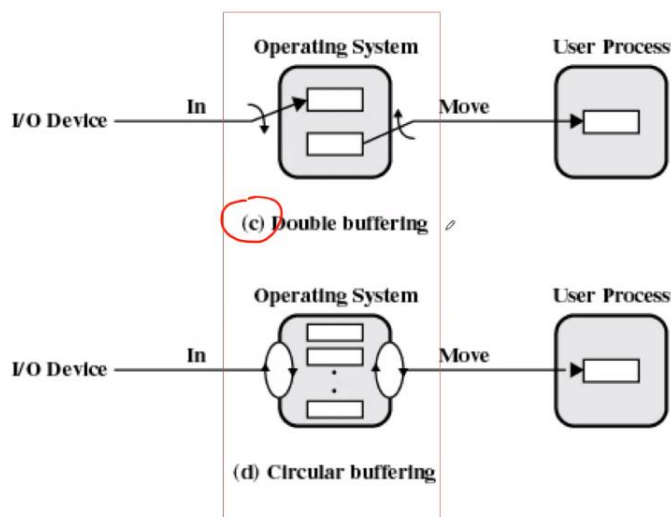 Operating System User Process
I/O Device In Move
(c) Double buffering
Operating System User Process
I/O Device In Move
(d) Circular buffering